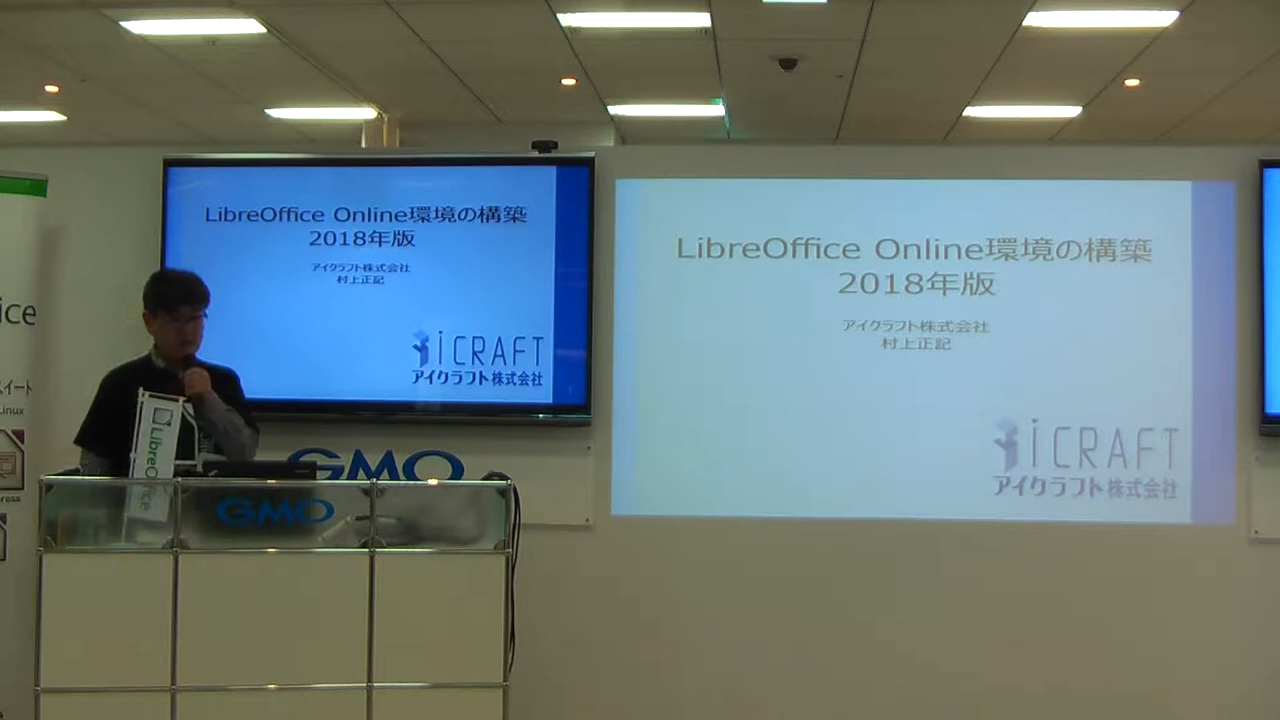 LibreOffice Online環境の構築
2018年版
アイクラフト株式会社
村上正記
iCRAFT
アイクラフト株式会社
LibreOffice Online環境の構築
2018年版
アイクラフト株式会社
村上正記
iCRAFT
アイクラフト株式会社
ice
イート
Linux
ress
LibreOffice
GMO
GMO